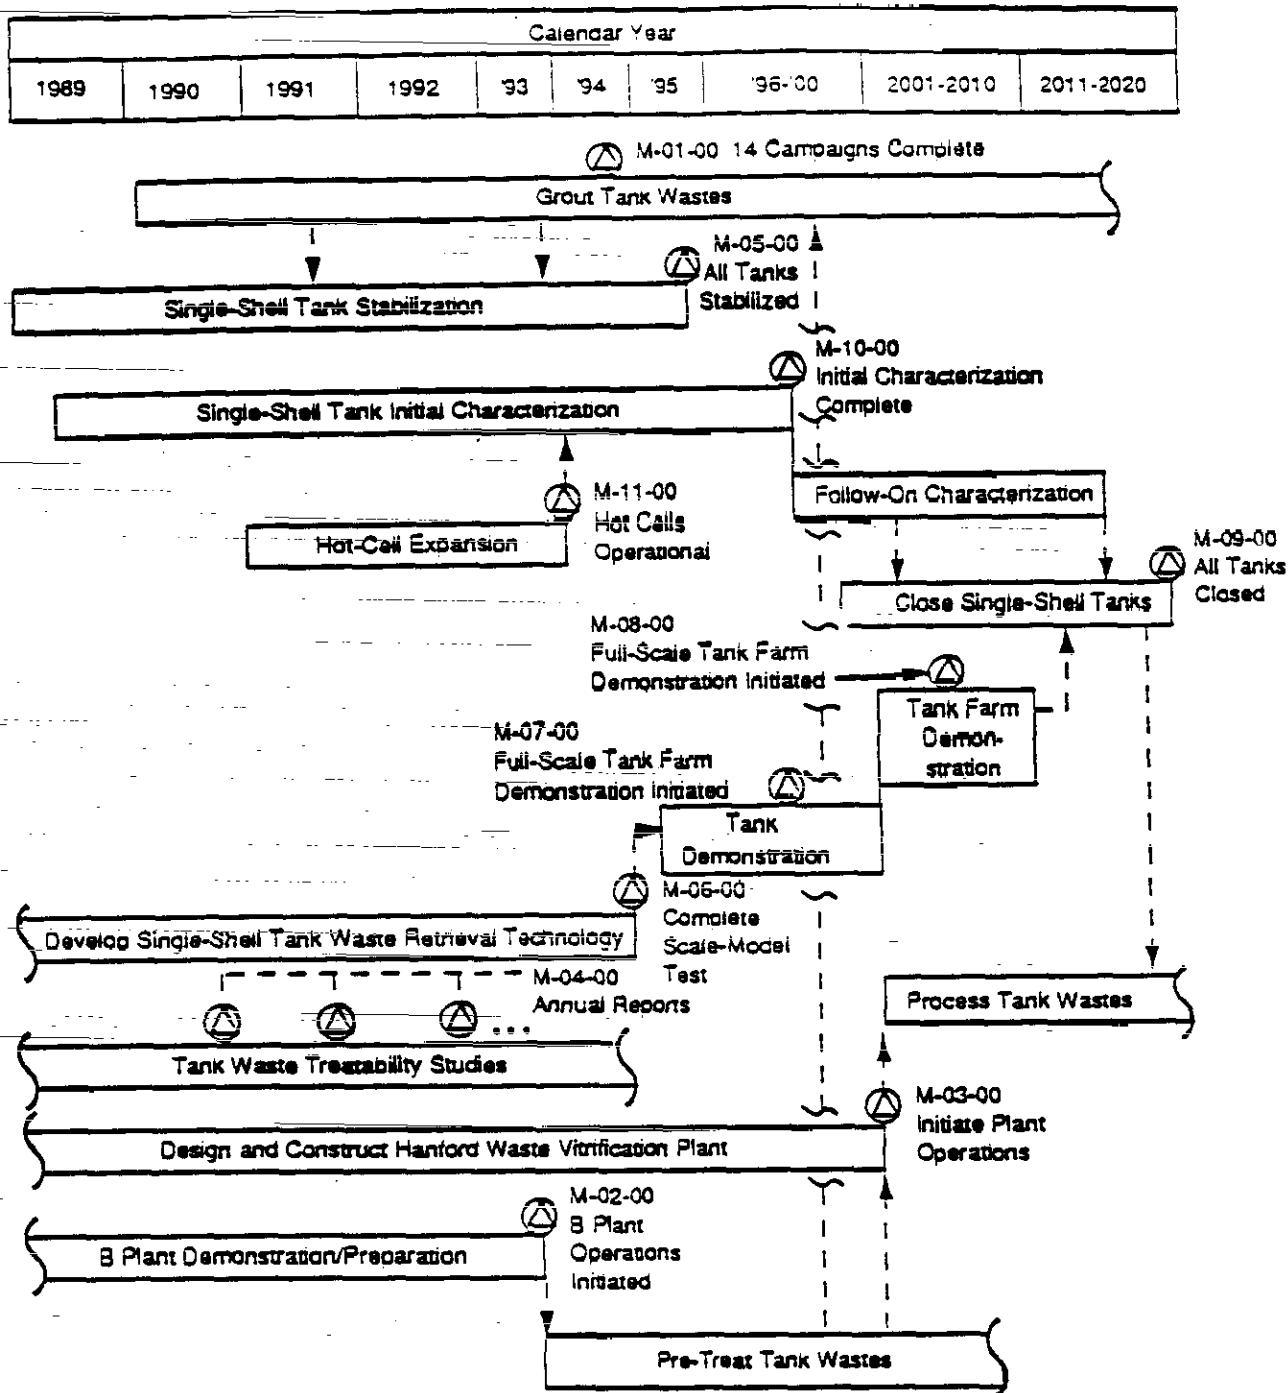 Calendar Year
1989 1990 1991 1992 '93 '94 '95 '96-'00 2001-2010 2011-2020
M-01-00 14 Campaigns Complete
Grout Tank Wastes
M-05-00
All Tanks
Stabilized
Single-Shell Tank Stabilization
M-10-00
Initial Characterization
Complete
Single-Shell Tank Initial Characterization
M-11-00
Hot Cells
Operational
Hot-Cell Expansion
Follow-On Characterization
M-09-00
All Tanks
Closed
Close Single-Shell Tanks
M-08-00
Full-Scale Tank Farm
Demonstration Initiated
Tank Farm
Demon-
stration
M-07-00
Full-Scale Tank Farm
Demonstration Initiated
Tank
Demonstration
M-06-00
Complete
Scale-Model
Test
Develop Single-Shell Tank Waste Retrieval Technology
M-04-00
Annual Reports
...
Process Tank Wastes
Tank Waste Treatability Studies
M-03-00
Initiate Plant
Operations
Design and Construct Hanford Waste Vitrification Plant
M-02-00
B Plant
Operations
Initiated
B Plant Demonstration/Preparation
Pre-Treat Tank Wastes